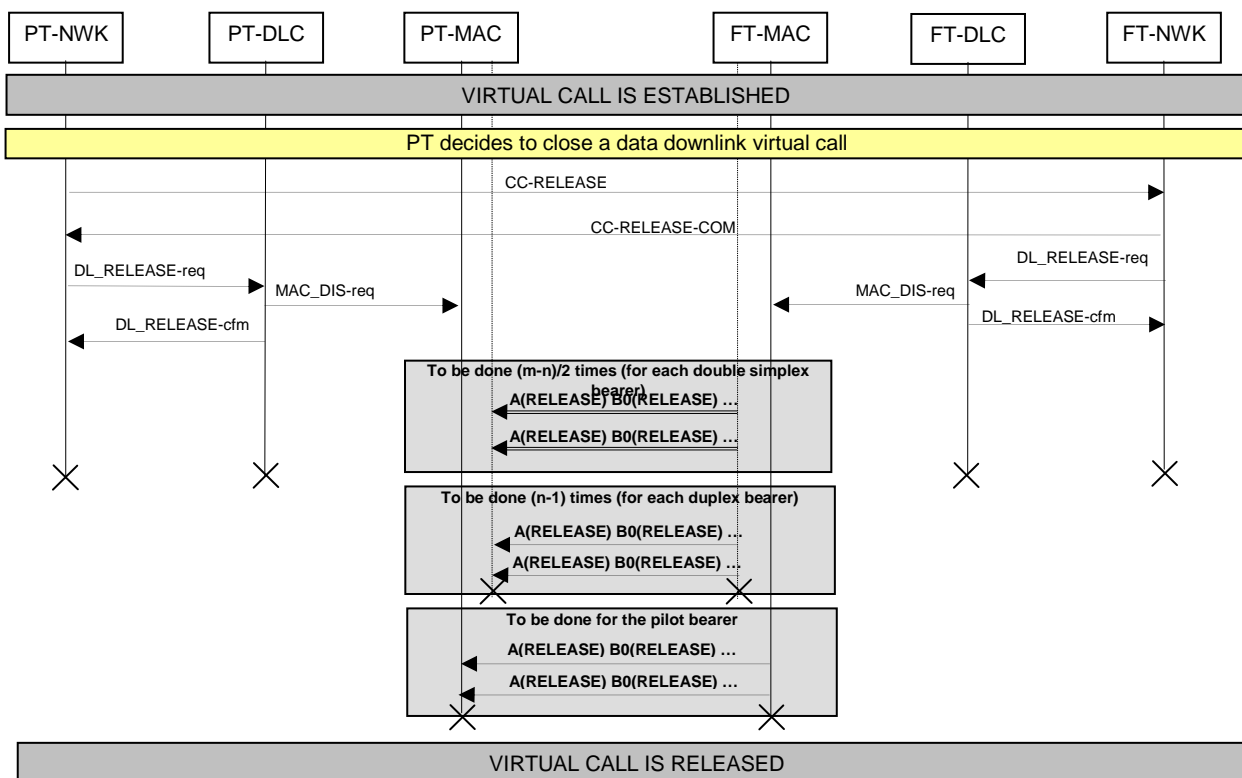 PT-NWK
PT-DLC
PT-MAC
FT-MAC
FT-DLC
FT-NWK
VIRTUAL CALL IS ESTABLISHED
PT decides to close a data downlink virtual call
CC-RELEASE
CC-RELEASE-COM
DL_RELEASE-req
DL_RELEASE-req
MAC_DIS-req
MAC_DIS-req
DL_RELEASE-cfm
DL_RELEASE-cfm
To be done (m-n)/2 times (for each double simplex
bearer)
A(RELEASE) B0(RELEASE) ...
A(RELEASE) B0(RELEASE) ...
To be done (n-1) times (for each duplex bearer)
A(RELEASE) B0(RELEASE) ...
A(RELEASE) B0(RELEASE) ...
To be done for the pilot bearer
A(RELEASE) B0(RELEASE) ...
A(RELEASE) B0(RELEASE) ...
VIRTUAL CALL IS RELEASED